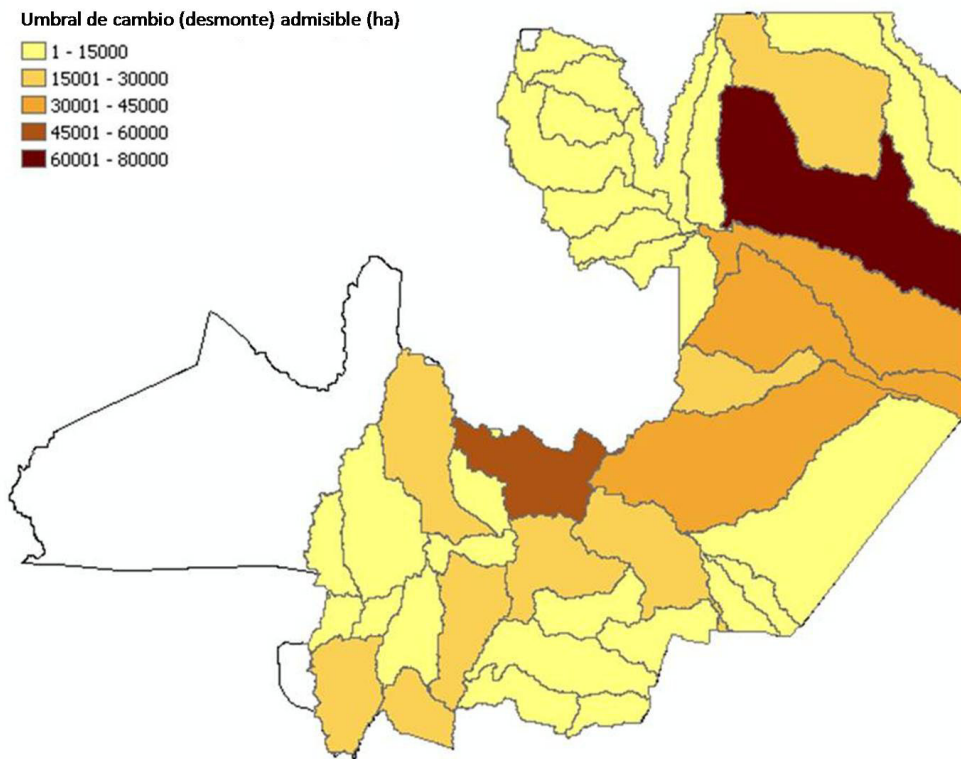 Umbral de cambio (desmonte) admisible (ha)
1 - 15000
15001 - 30000
30001 - 45000
45001 - 60000
60001 - 80000